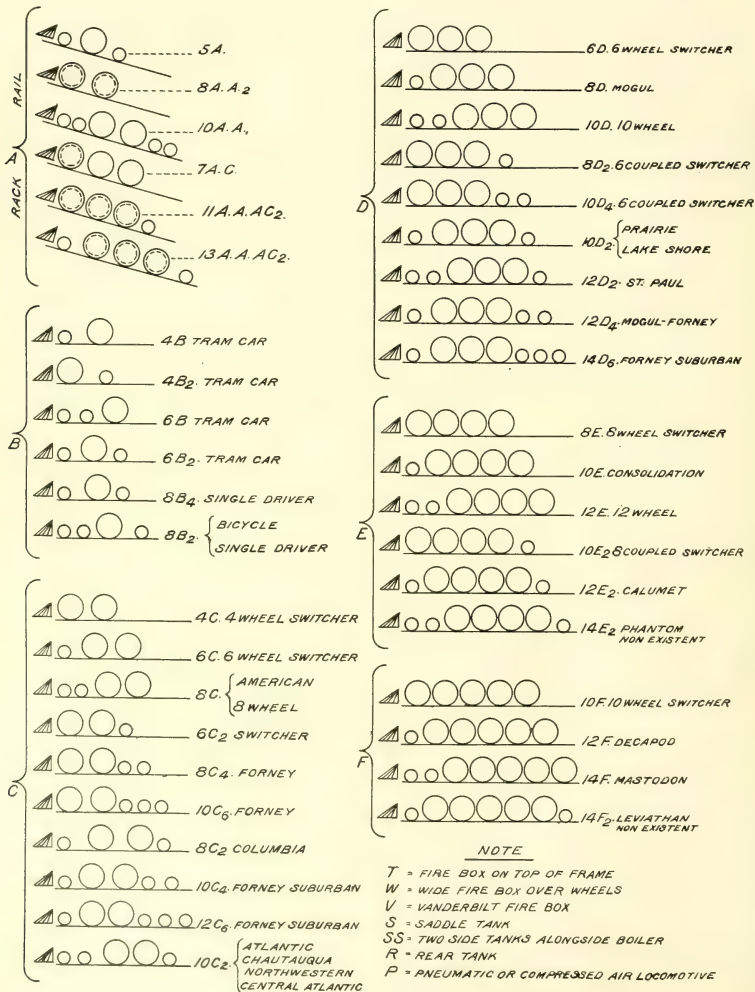 RACK RAIL
A
5A.
8A.A2
10A.A,
7A.C.
11A.A.AC2.
13A.A.AC2.
B
4B TRAM CAR
4B2. TRAM CAR
6B TRAM CAR
6B2. TRAM CAR
8B4. SINGLE DRIVER
8B2. { BICYCLE
SINGLE DRIVER
C
4C. 4 WHEEL SWITCHER
6C. 6 WHEEL SWITCHER
8C. { AMERICAN
8 WHEEL
6C2 SWITCHER
8C4. FORNEY
10C6. FORNEY
8C2 COLUMBIA
10C4. FORNEY SUBURBAN
12C6. FORNEY SUBURBAN
10C2. { ATLANTIC
CHAUTAUQUA
NORTHWESTERN
CENTRAL ATLANTIC
D
6D. 6 WHEEL SWITCHER
8D. MOGUL
10D. 10 WHEEL
8D2. 6 COUPLED SWITCHER
10D4. 6 COUPLED SWITCHER
10D2. { PRAIRIE
LAKE SHORE
12D2. ST. PAUL
12D4. MOGUL-FORNEY
14D6. FORNEY SUBURBAN
E
8E. 8 WHEEL SWITCHER
10E. CONSOLIDATION
12E. 12 WHEEL
10E2 8 COUPLED SWITCHER
12E2. CALUMET
14E2 PHANTOM
NON EXISTENT
F
10F. 10 WHEEL SWITCHER
12F. DECAPOD
14F. MASTODON
14F2. LEVIATHAN
NON EXISTENT
NOTE
T = FIRE BOX ON TOP OF FRAME
W = WIDE FIRE BOX OVER WHEELS
V = VANDERBILT FIRE BOX
S = SADDLE TANK
SS = TWO SIDE TANKS ALONGSIDE BOILER
R = REAR TANK
P = PNEUMATIC OR COMPRESSED AIR LOCOMOTIVE